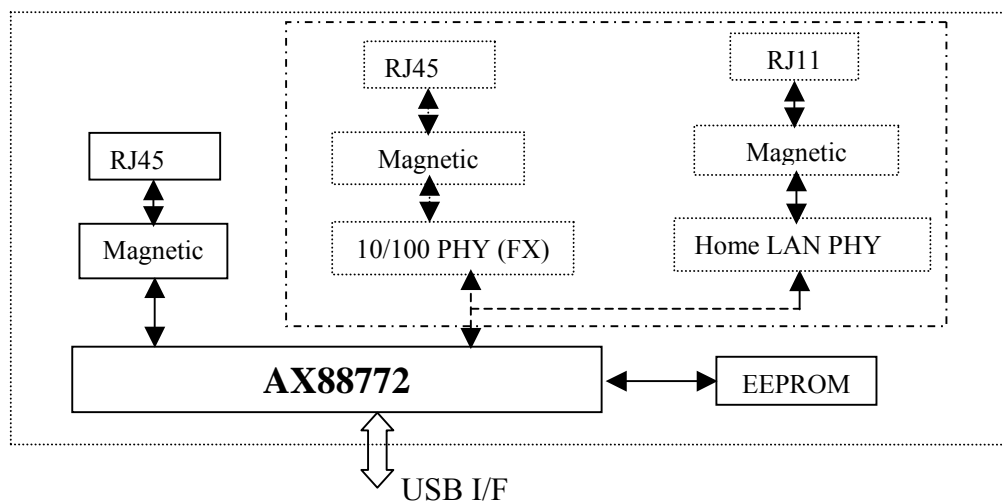 RJ45
RJ11
Magnetic
Magnetic
RJ45
Magnetic
10/100 PHY (FX)
Home LAN PHY
AX88772
EEPROM
USB I/F